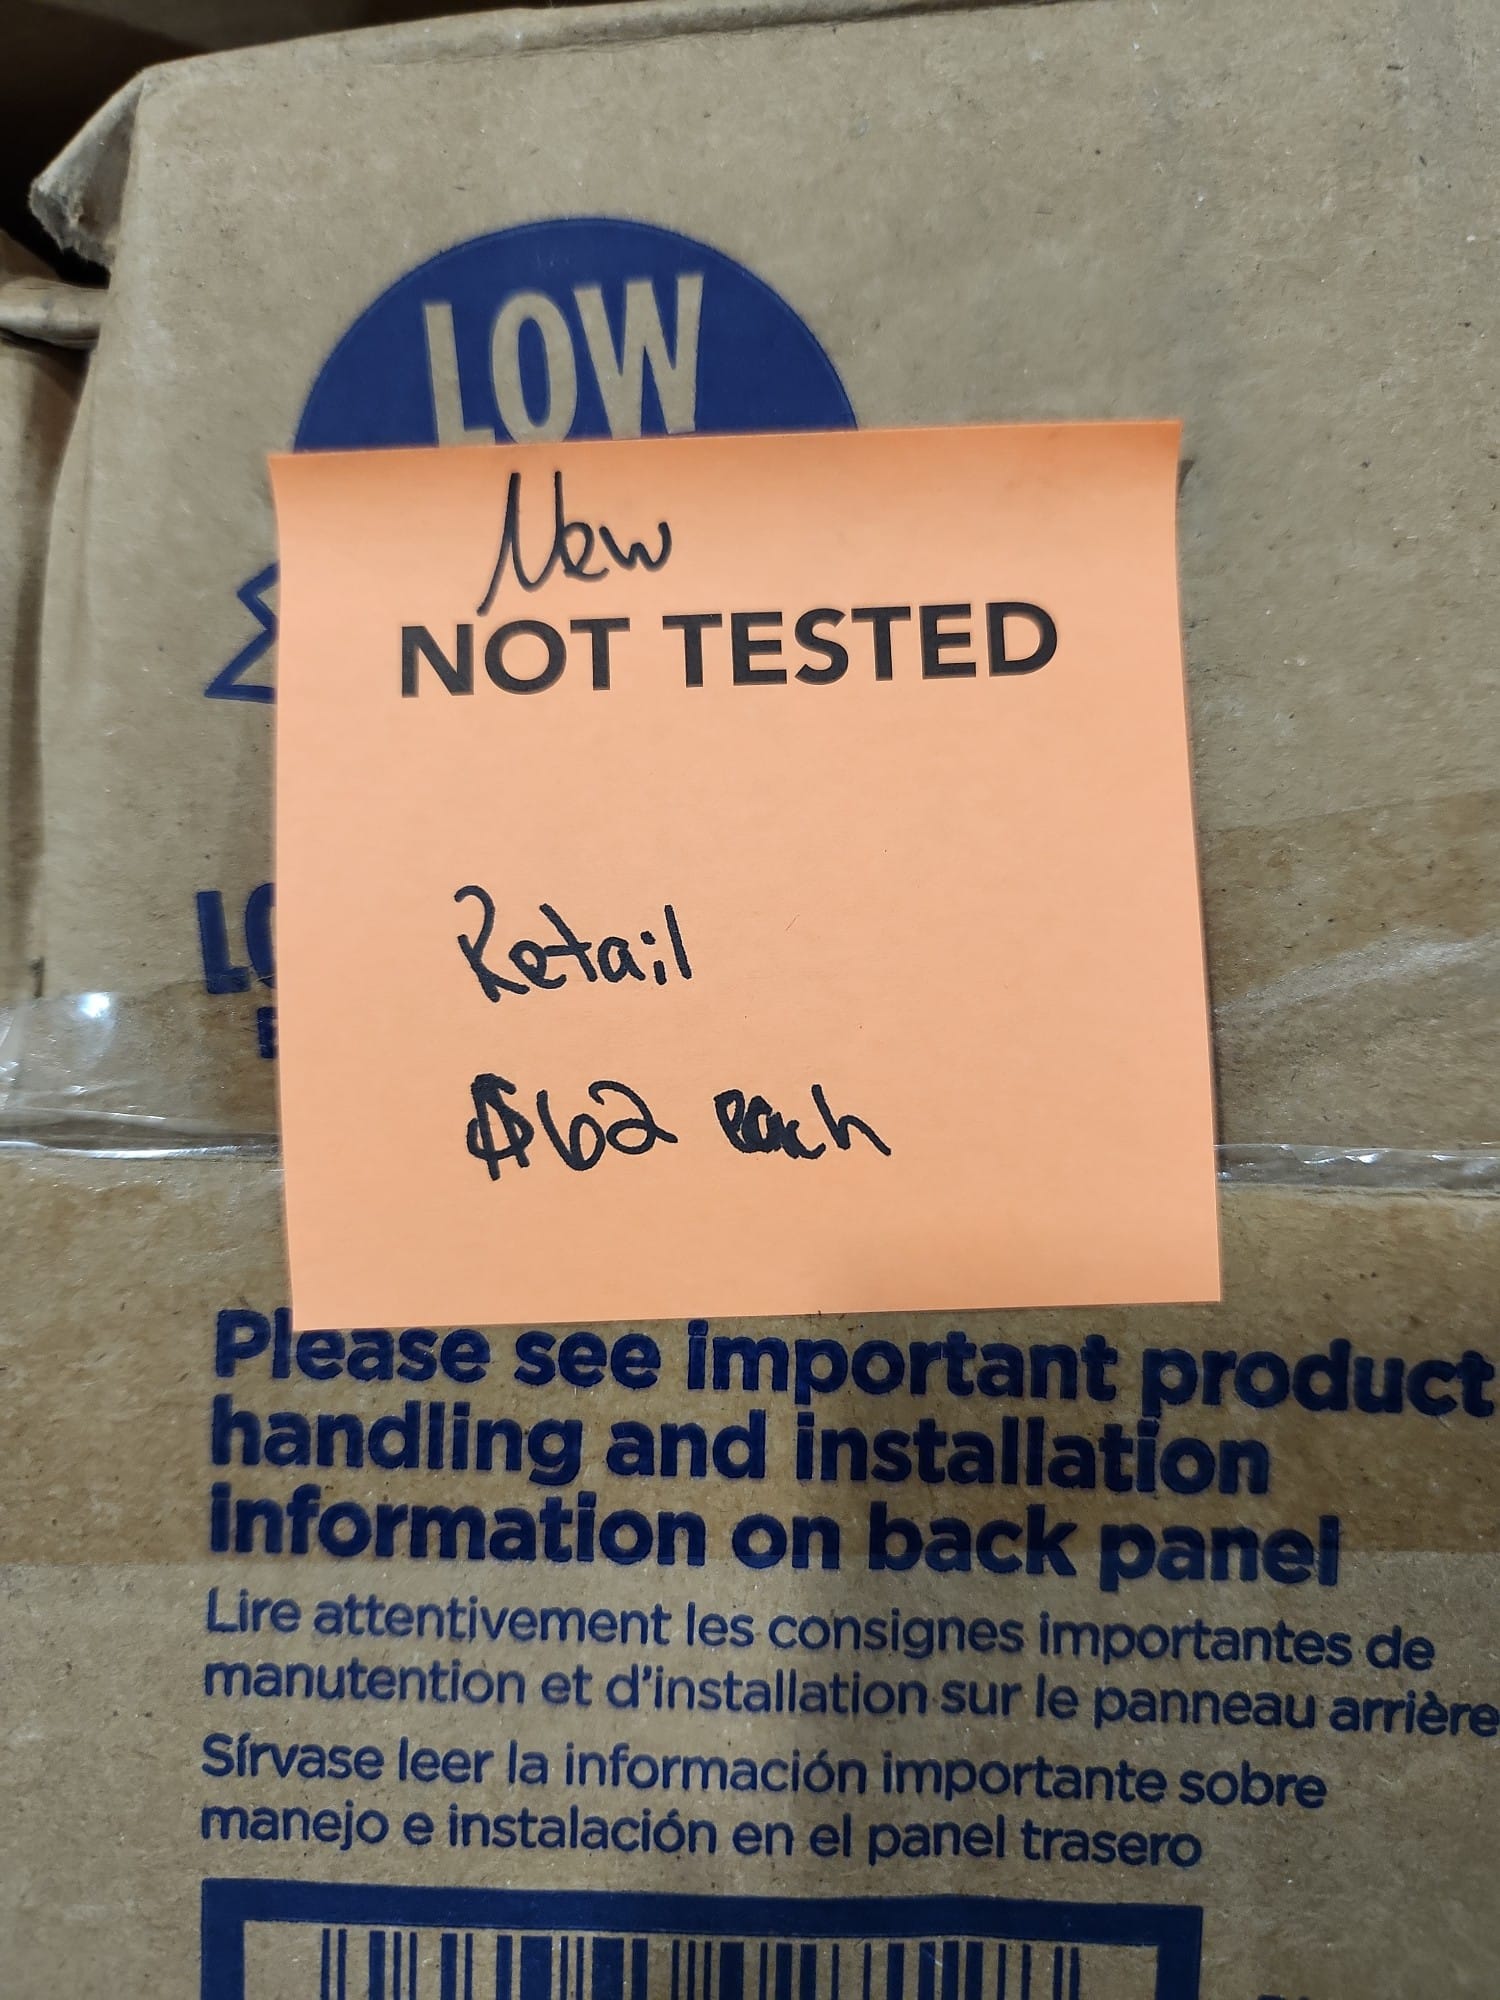 LOW
New
NOT TESTED
Retail
$62 each
Please see important product
handling and installation
information on back panel
Lire attentivement les consignes importantes de
manutention et d'installation sur le panneau arrière
Sírvase leer la información importante sobre
manejo e instalación en el panel trasero